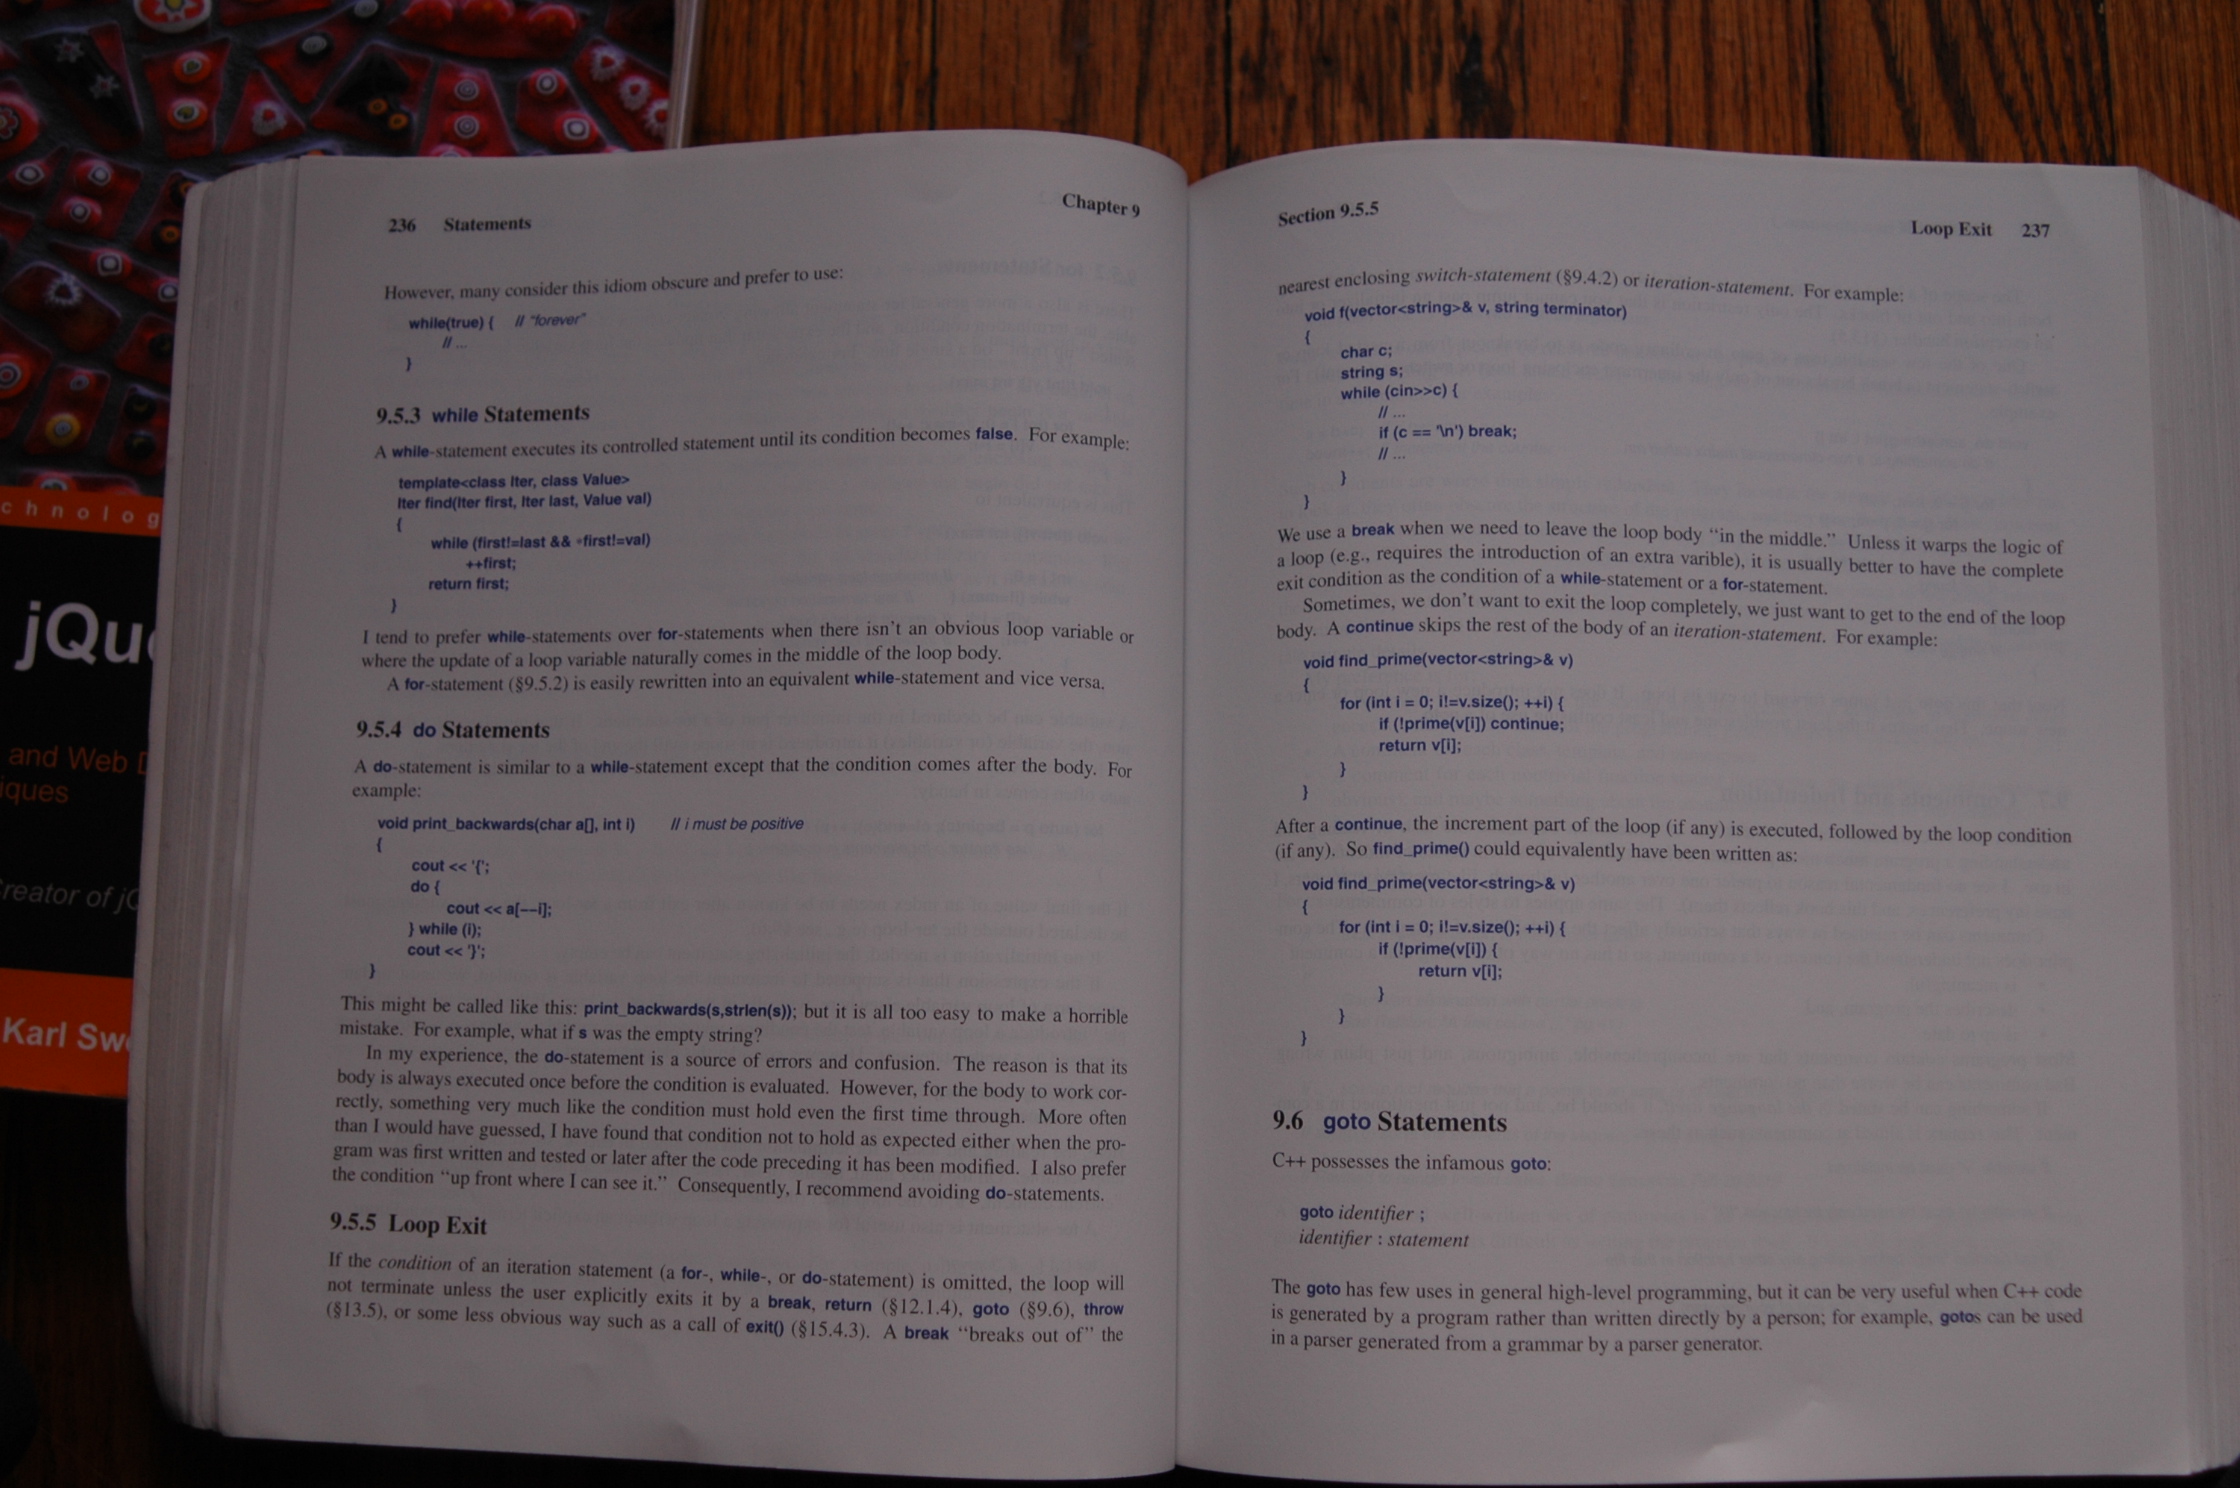 236 Statements Chapter 9
However, many consider this idiom obscure and prefer to use:
while(true) { // "forever"
// ...
}
9.5.3 while Statements
A while-statement executes its controlled statement until its condition becomes false. For example:
template<class Iter, class Value>
Iter find(Iter first, Iter last, Value val)
{
while (first!=last && *first!=val)
++first;
return first;
}
I tend to prefer while-statements over for-statements when there isn't an obvious loop variable or
where the update of a loop variable naturally comes in the middle of the loop body.
A for-statement (§9.5.2) is easily rewritten into an equivalent while-statement and vice versa.
9.5.4 do Statements
A do-statement is similar to a while-statement except that the condition comes after the body. For
example:
void print_backwards(char a[], int i) // i must be positive
{
cout << '{';
do {
cout << a[--i];
} while (i);
cout << '}';
}
This might be called like this: print_backwards(s,strlen(s)); but it is all too easy to make a horrible
mistake. For example, what if s was the empty string?
In my experience, the do-statement is a source of errors and confusion. The reason is that its
body is always executed once before the condition is evaluated. However, for the body to work cor-
rectly, something very much like the condition must hold even the first time through. More often
than I would have guessed, I have found that condition not to hold as expected either when the pro-
gram was first written and tested or later after the code preceding it has been modified. I also prefer
the condition "up front where I can see it." Consequently, I recommend avoiding do-statements.
9.5.5 Loop Exit
If the condition of an iteration statement (a for-, while-, or do-statement) is omitted, the loop will
not terminate unless the user explicitly exits it by a break, return (§12.1.4), goto (§9.6), throw
(§13.5), or some less obvious way such as a call of exit() (§15.4.3). A break "breaks out of" the
Section 9.5.5 Loop Exit 237
nearest enclosing switch-statement (§9.4.2) or iteration-statement. For example:
void f(vector<string>& v, string terminator)
{
char c;
string s;
while (cin>>c) {
// ...
if (c == '\n') break;
// ...
}
}
We use a break when we need to leave the loop body "in the middle." Unless it warps the logic of
a loop (e.g., requires the introduction of an extra varible), it is usually better to have the complete
exit condition as the condition of a while-statement or a for-statement.
Sometimes, we don't want to exit the loop completely, we just want to get to the end of the loop
body. A continue skips the rest of the body of an iteration-statement. For example:
void find_prime(vector<string>& v)
{
for (int i = 0; i!=v.size(); ++i) {
if (!prime(v[i]) continue;
return v[i];
}
}
After a continue, the increment part of the loop (if any) is executed, followed by the loop condition
(if any). So find_prime() could equivalently have been written as:
void find_prime(vector<string>& v)
{
for (int i = 0; i!=v.size(); ++i) {
if (!prime(v[i]) {
return v[i];
}
}
}
9.6 goto Statements
C++ possesses the infamous goto:
goto identifier ;
identifier : statement
The goto has few uses in general high-level programming, but it can be very useful when C++ code
is generated by a program rather than written directly by a person; for example, gotos can be used
in a parser generated from a grammar by a parser generator.
chnolog
jQu
and Web D
iques
reator of jQ
Karl Sw